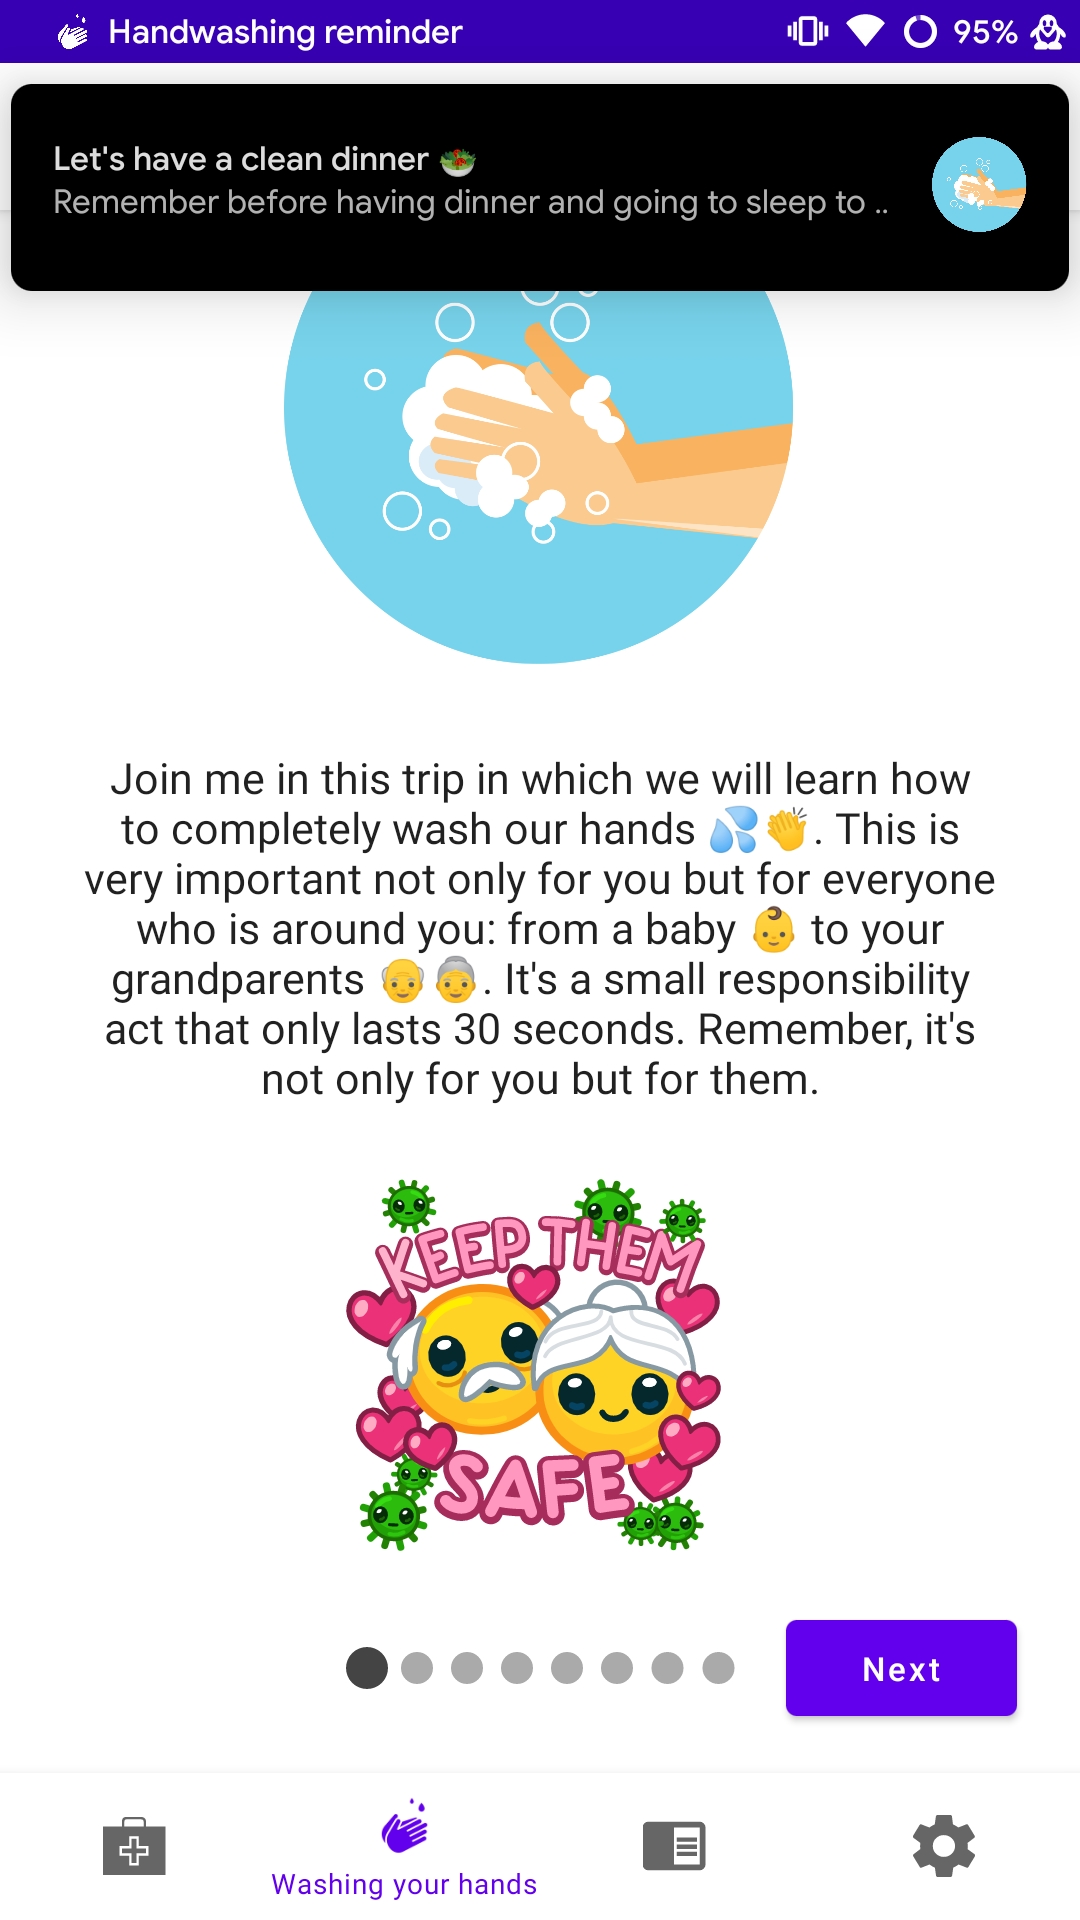 Handwashing reminder
95%
Let's have a clean dinner 🥗
Remember before having dinner and going to sleep to ..
Join me in this trip in which we will learn how
to completely wash our hands 💦👏. This is
very important not only for you but for everyone
who is around you: from a baby 👶 to your
grandparents 👴👵. It's a small responsibility
act that only lasts 30 seconds. Remember, it's
not only for you but for them.
KEEP THEM
SAFE
Next
Washing your hands